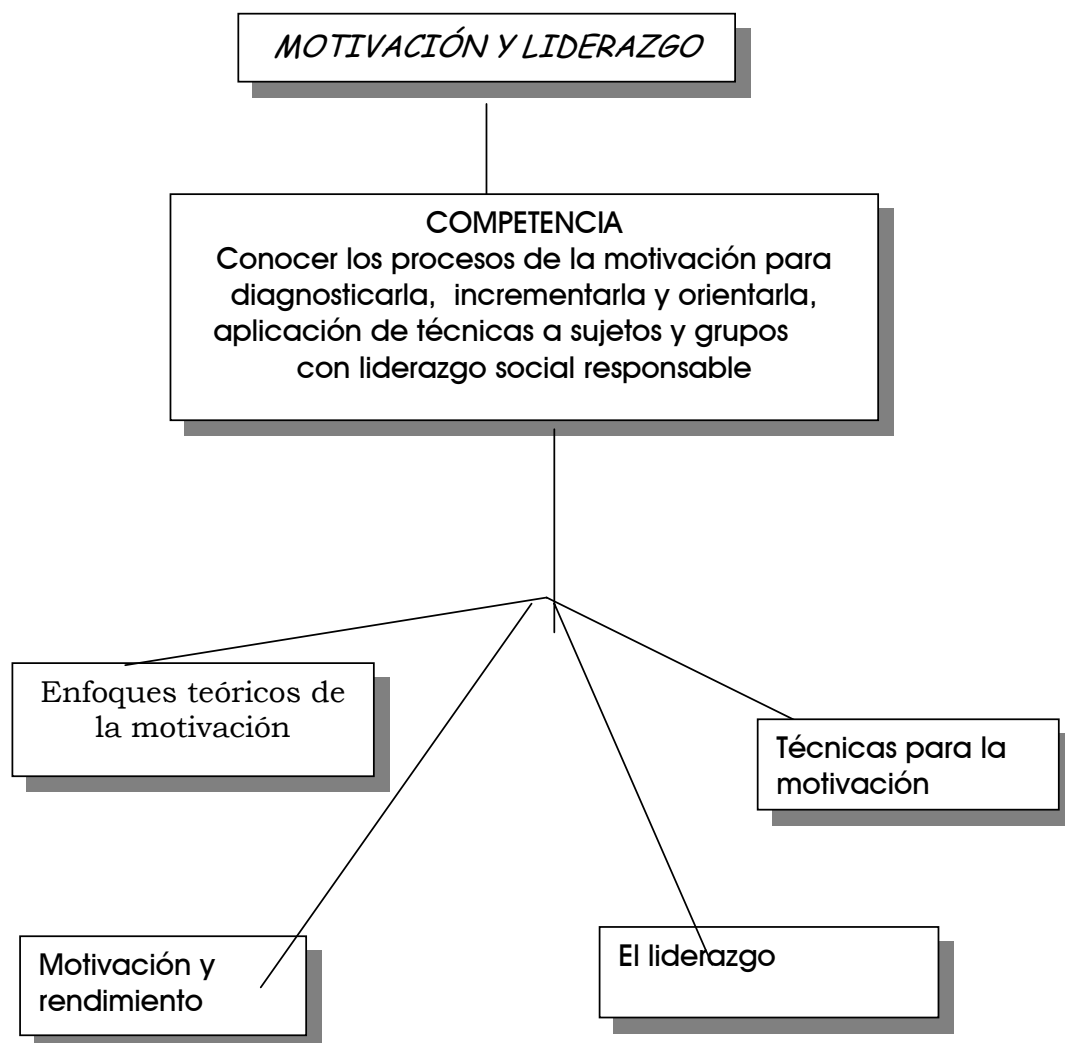 MOTIVACIÓN Y LIDERAZGO
COMPETENCIA
Conocer los procesos de la motivación para
diagnosticarla, incrementarla y orientarla,
aplicación de técnicas a sujetos y grupos
con liderazgo social responsable
Enfoques teóricos de
la motivación
Técnicas para la
motivación
Motivación y
rendimiento
El liderazgo